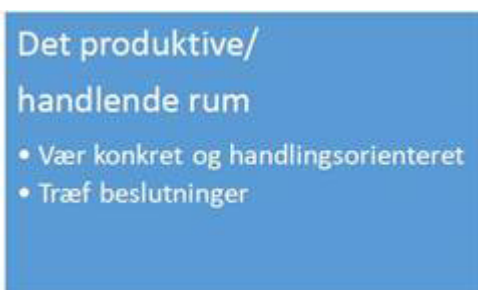 Det produktive/
handlende rum
• Vær konkret og handlingsorienteret
• Træf beslutninger